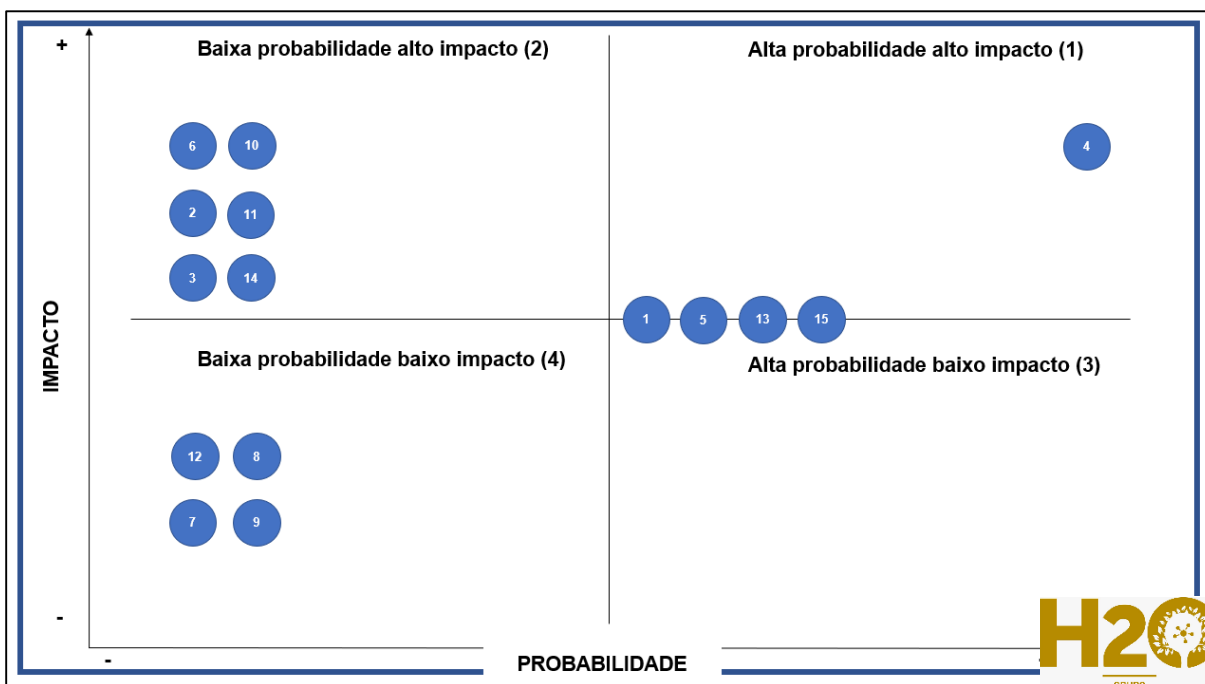 +
Baixa probabilidade alto impacto (2)
Alta probabilidade alto impacto (1)
6 10
4
2 11
3 14
IMPACTO
1 5 13 15
Baixa probabilidade baixo impacto (4)
Alta probabilidade baixo impacto (3)
12 8
7 9
-
-
PROBABILIDADE
H2O